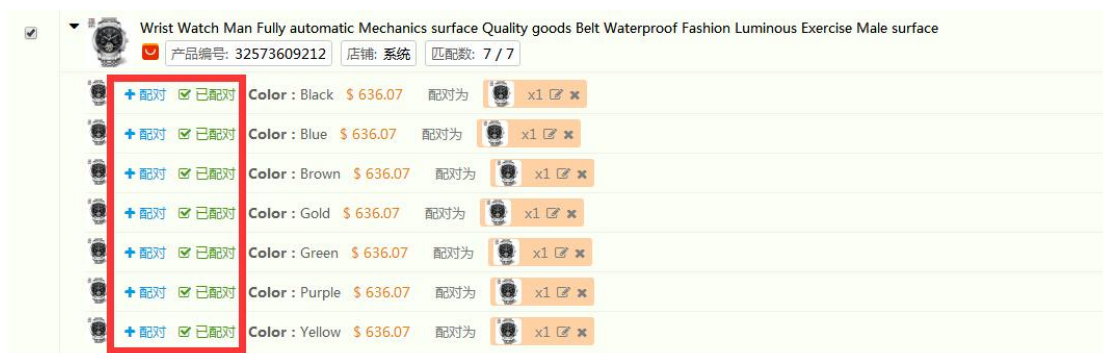 Wrist Watch Man Fully automatic Mechanics surface Quality goods Belt Waterproof Fashion Luminous Exercise Male surface
产品编号: 32573609212 店铺: 系统 匹配数: 7 / 7
配对 已配对 Color : Black $ 636.07 配对为 x1
配对 已配对 Color : Blue $ 636.07 配对为 x1
配对 已配对 Color : Brown $ 636.07 配对为 x1
配对 已配对 Color : Gold $ 636.07 配对为 x1
配对 已配对 Color : Green $ 636.07 配对为 x1
配对 已配对 Color : Purple $ 636.07 配对为 x1
配对 已配对 Color : Yellow $ 636.07 配对为 x1